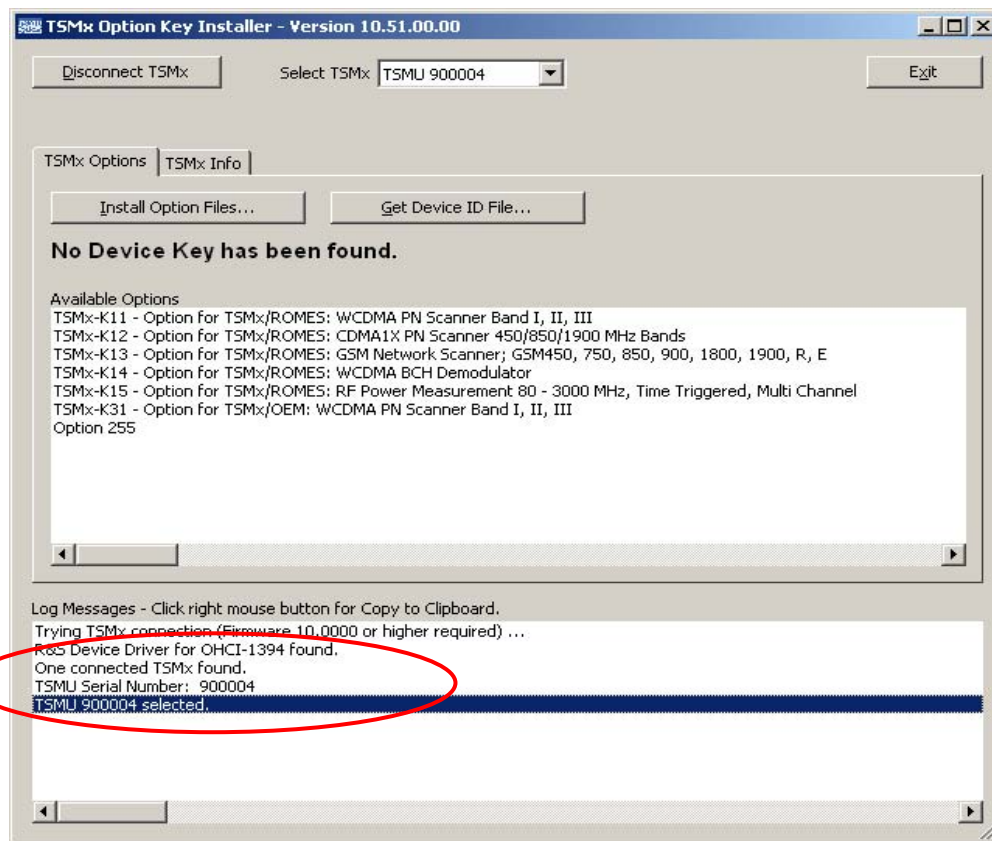 TSMx Option Key Installer - Version 10.51.00.00
Disconnect TSMx
Select TSMx TSMU 900004
Exit
TSMx Options TSMx Info
Install Option Files...
Get Device ID File...
No Device Key has been found.
Available Options
TSMx-K11 - Option for TSMx/ROMES: WCDMA PN Scanner Band I, II, III
TSMx-K12 - Option for TSMx/ROMES: CDMA1X PN Scanner 450/850/1900 MHz Bands
TSMx-K13 - Option for TSMx/ROMES: GSM Network Scanner; GSM450, 750, 850, 900, 1800, 1900, R, E
TSMx-K14 - Option for TSMx/ROMES: WCDMA BCH Demodulator
TSMx-K15 - Option for TSMx/ROMES: RF Power Measurement 80 - 3000 MHz, Time Triggered, Multi Channel
TSMx-K31 - Option for TSMx/OEM: WCDMA PN Scanner Band I, II, III
Option 255
Log Messages - Click right mouse button for Copy to Clipboard.
Trying TSMx connection (Firmware 10.0000 or higher required) ...
R&S Device Driver for OHCI-1394 found.
One connected TSMx found.
TSMU Serial Number: 900004
TSMU 900004 selected.